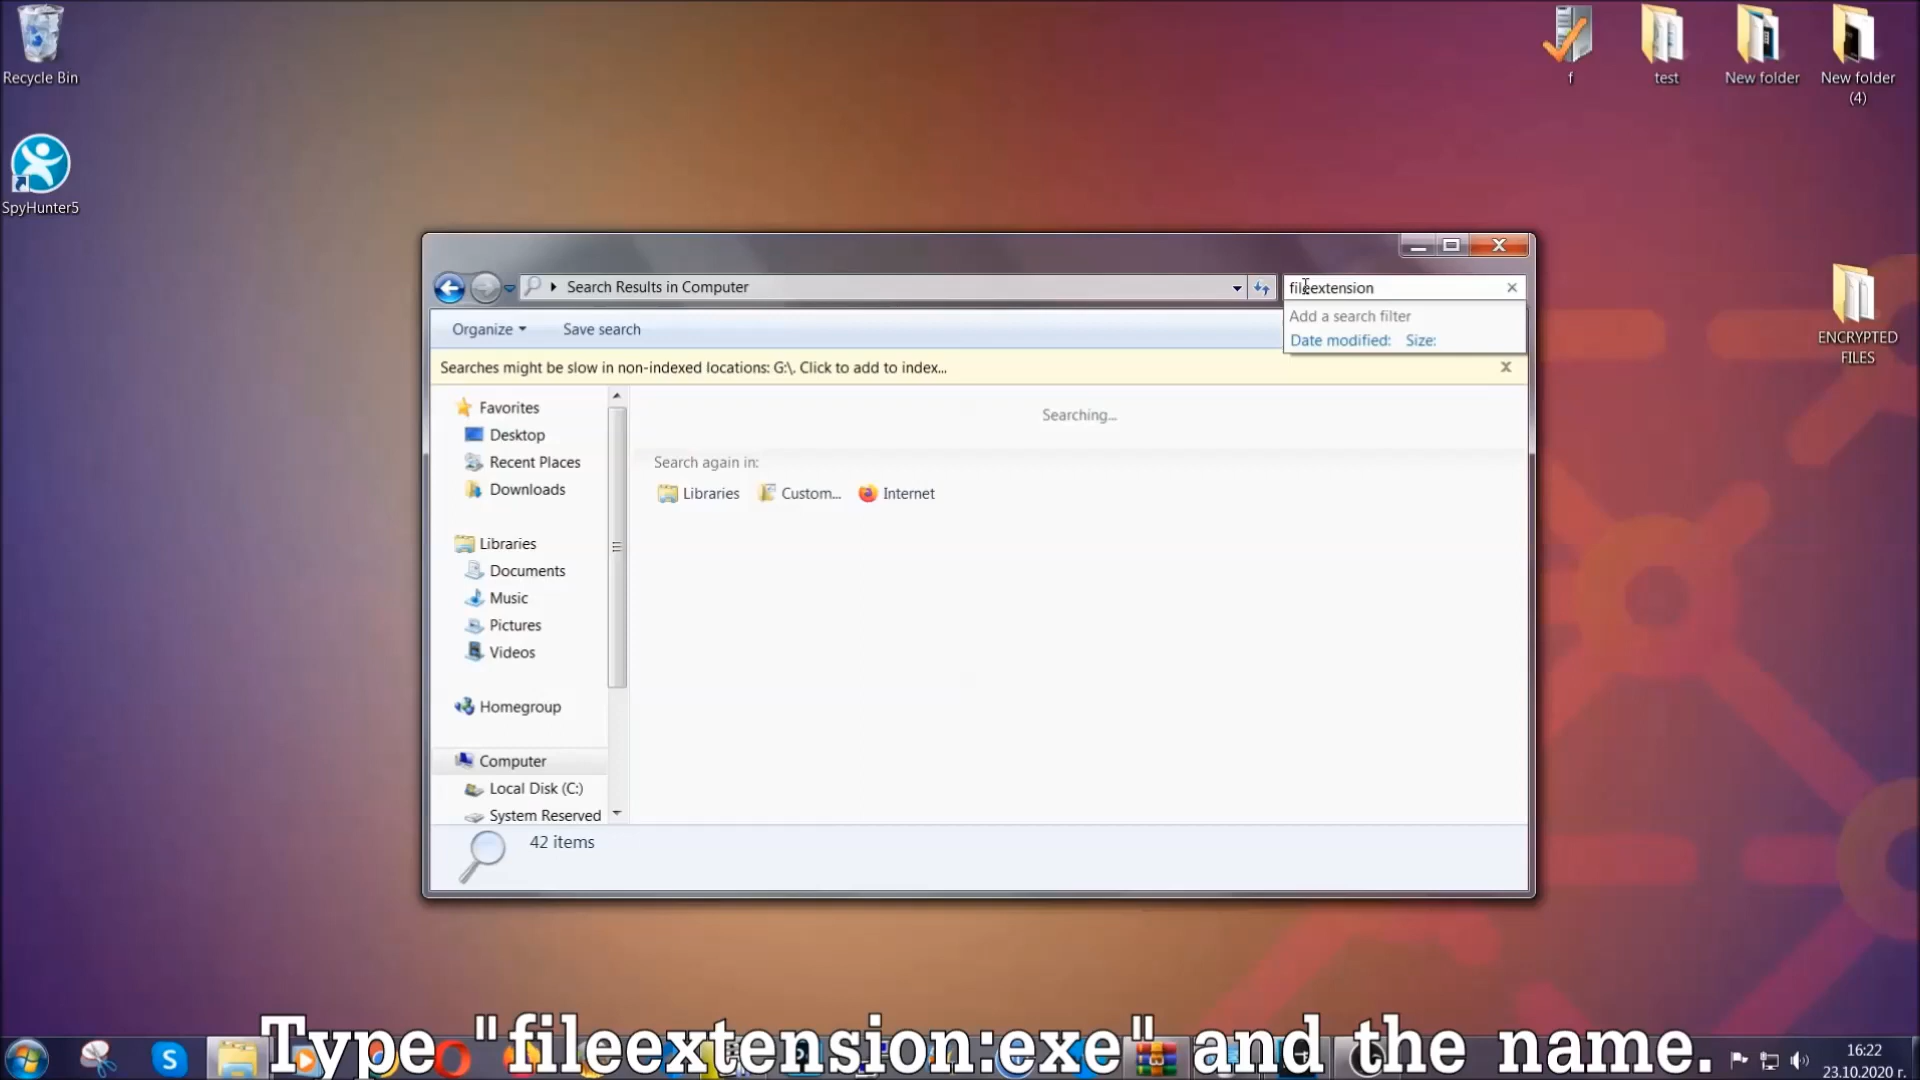 Recycle Bin
SpyHunter5
f
test
New folder
New folder
(4)
ENCRYPTED
FILES
Search Results in Computer
fileextension
Add a search filter
Date modified: Size:
Organize
Save search
Searches might be slow in non-indexed locations: G:\. Click to add to index...
Favorites
Desktop
Recent Places
Downloads
Libraries
Documents
Music
Pictures
Videos
Homegroup
Computer
Local Disk (C:)
System Reserved
Searching...
Search again in:
Libraries
Custom...
Internet
42 items
Type "fileextension:exe" and the name.
16:22
23.10.2020 г.